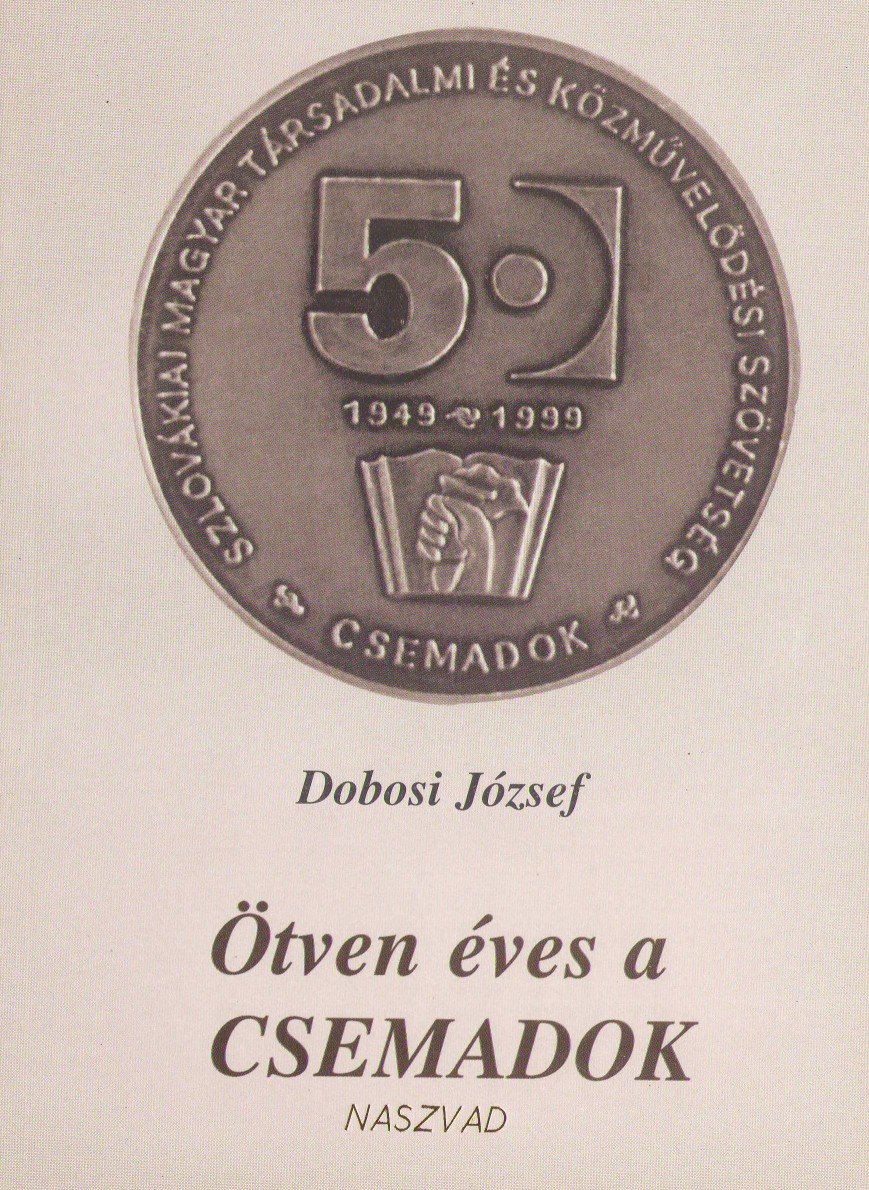 SZLOVÁKIAI MAGYAR TÁRSADALMI ÉS KÖZMŰVELŐDÉSI SZÖVETSÉG
50
1949 1999
CSEMADOK
Dobosi József
Ötven éves a
CSEMADOK
NASZVAD